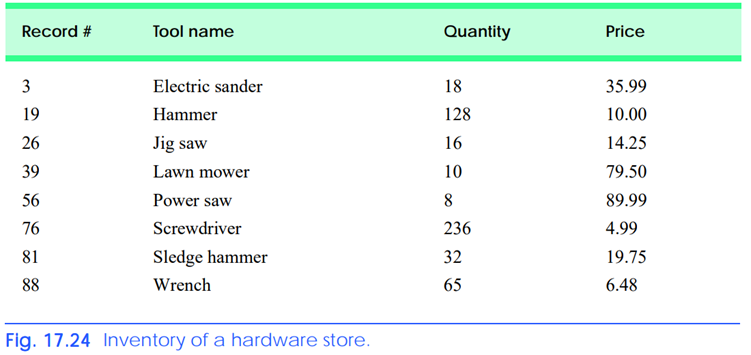 Record # Tool name Quantity Price
3 Electric sander 18 35.99
19 Hammer 128 10.00
26 Jig saw 16 14.25
39 Lawn mower 10 79.50
56 Power saw 8 89.99
76 Screwdriver 236 4.99
81 Sledge hammer 32 19.75
88 Wrench 65 6.48
Fig. 17.24 Inventory of a hardware store.